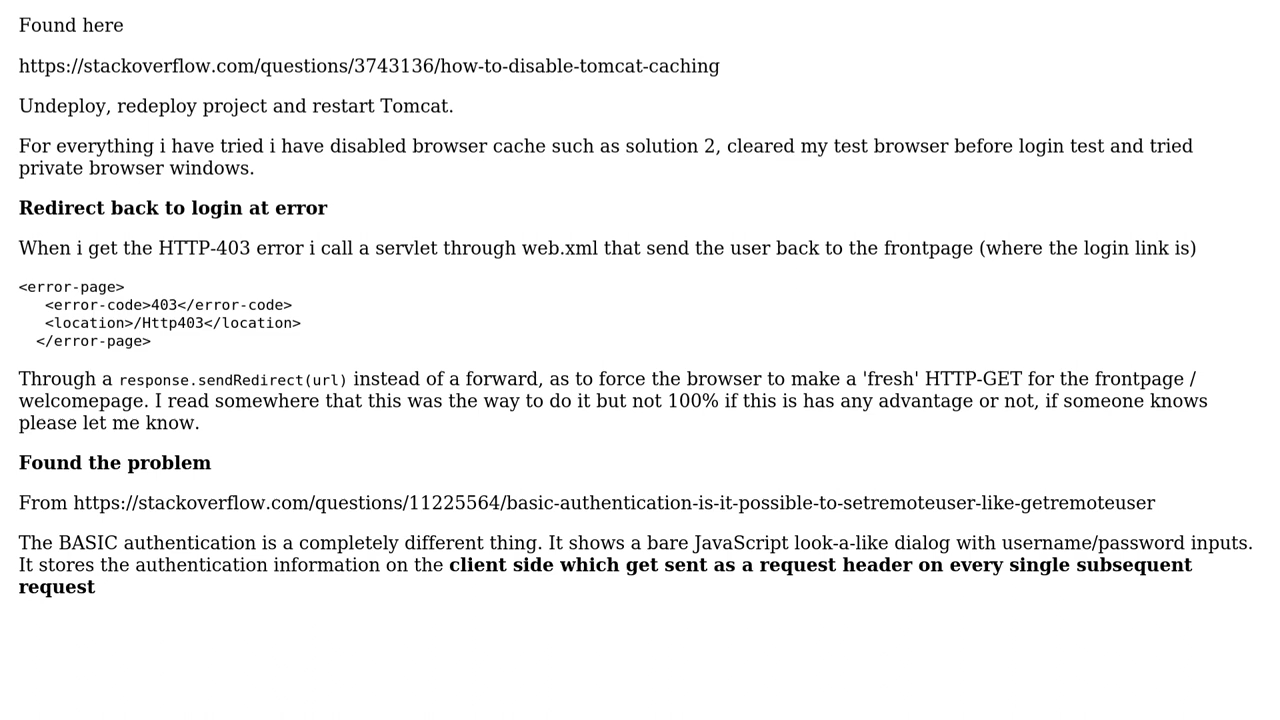 Found here
https://stackoverflow.com/questions/3743136/how-to-disable-tomcat-caching
Undeploy, redeploy project and restart Tomcat.
For everything i have tried i have disabled browser cache such as solution 2, cleared my test browser before login test and tried
private browser windows.
Redirect back to login at error
When i get the HTTP-403 error i call a servlet through web.xml that send the user back to the frontpage (where the login link is)
<error-page>
   <error-code>403</error-code>
   <location>/Http403</location>
  </error-page>
Through a response.sendRedirect(url) instead of a forward, as to force the browser to make a 'fresh' HTTP-GET for the frontpage /
welcomepage. I read somewhere that this was the way to do it but not 100% if this is has any advantage or not, if someone knows
please let me know.
Found the problem
From https://stackoverflow.com/questions/11225564/basic-authentication-is-it-possible-to-setremoteuser-like-getremoteuser
The BASIC authentication is a completely different thing. It shows a bare JavaScript look-a-like dialog with username/password inputs.
It stores the authentication information on the client side which get sent as a request header on every single subsequent
request